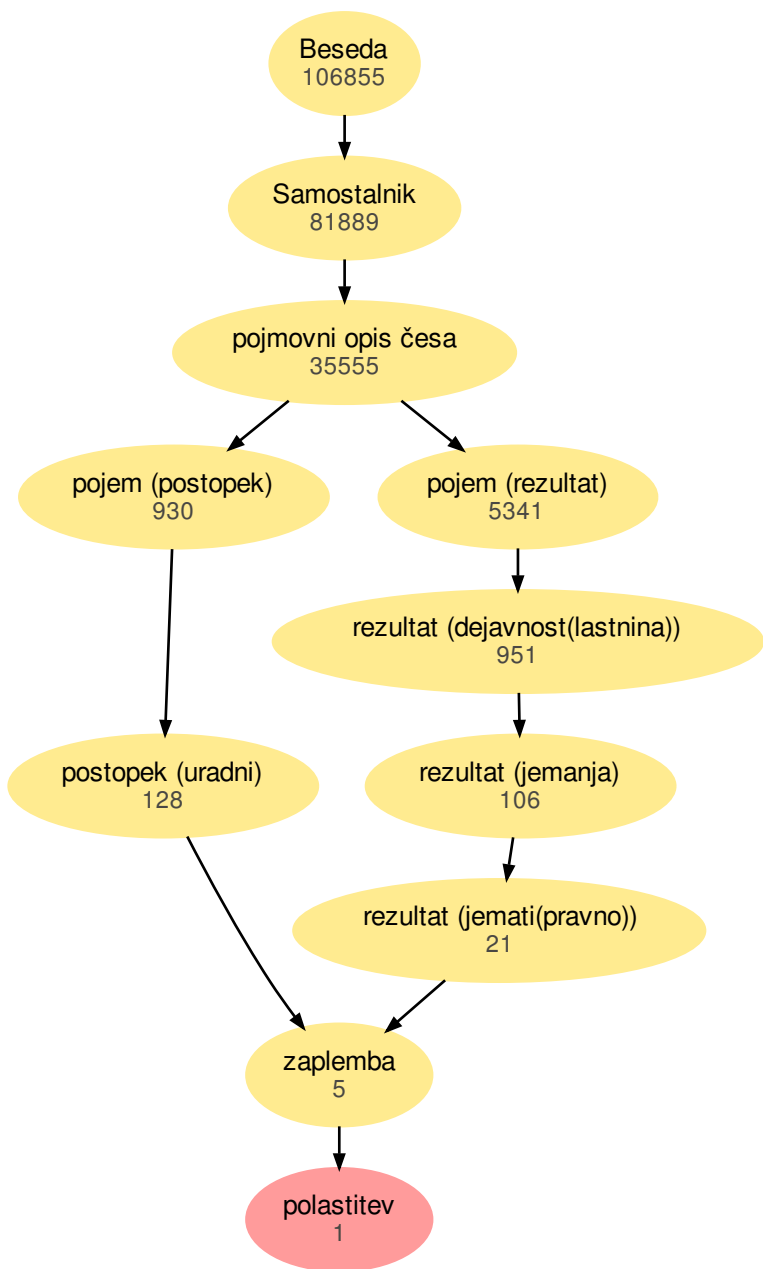 Beseda
106855
Samostalnik
81889
pojmovni opis česa
35555
pojem (postopek)
930
pojem (rezultat)
5341
rezultat (dejavnost(lastnina))
951
postopek (uradni)
128
rezultat (jemanja)
106
rezultat (jemati(pravno))
21
zaplemba
5
polastitev
1